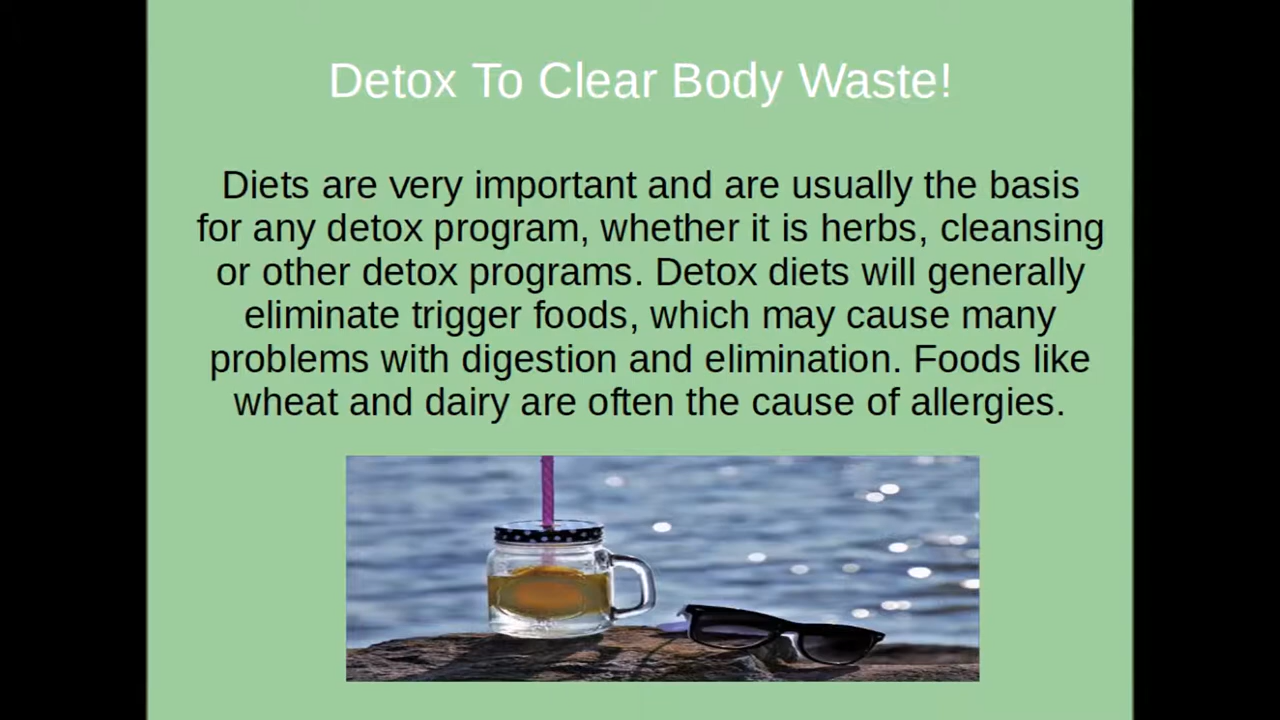 Detox To Clear Body Waste!
Diets are very important and are usually the basis
for any detox program, whether it is herbs, cleansing
or other detox programs. Detox diets will generally
eliminate trigger foods, which may cause many
problems with digestion and elimination. Foods like
wheat and dairy are often the cause of allergies.